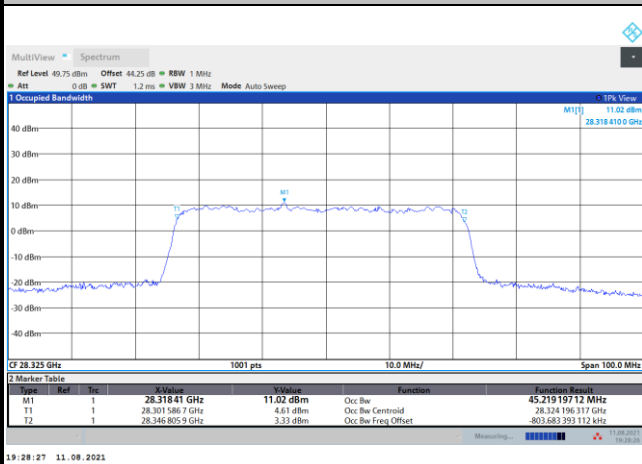 MultiView Spectrum
Ref Level 49.75 dBm Offset 44.25 dB RBW 1 MHz
Att 0 dB SWT 1.2 ms VBW 3 MHz Mode Auto Sweep
1 Occupied Bandwidth 1Pk View
M1[1] 11.02 dBm
28.318 410 0 GHz
40 dBm
30 dBm
20 dBm
M1
10 dBm
T1
T2
0 dBm
-10 dBm
-20 dBm
-30 dBm
-40 dBm
CF 28.325 GHz 1001 pts 10.0 MHz/ Span 100.0 MHz
2 Marker Table
Type Ref Trc X-Value Y-Value Function Function Result
M1 1 28.31841 GHz 11.02 dBm Occ Bw 45.219 197 12 MHz
T1 1 28.301 586 7 GHz 4.61 dBm Occ Bw Centroid 28.324 196 317 GHz
T2 1 28.346 805 9 GHz 3.33 dBm Occ Bw Freq Offset -803.683 393 112 kHz
Measuring... 11.08.2021
19:28:26
19:28:27 11.08.2021